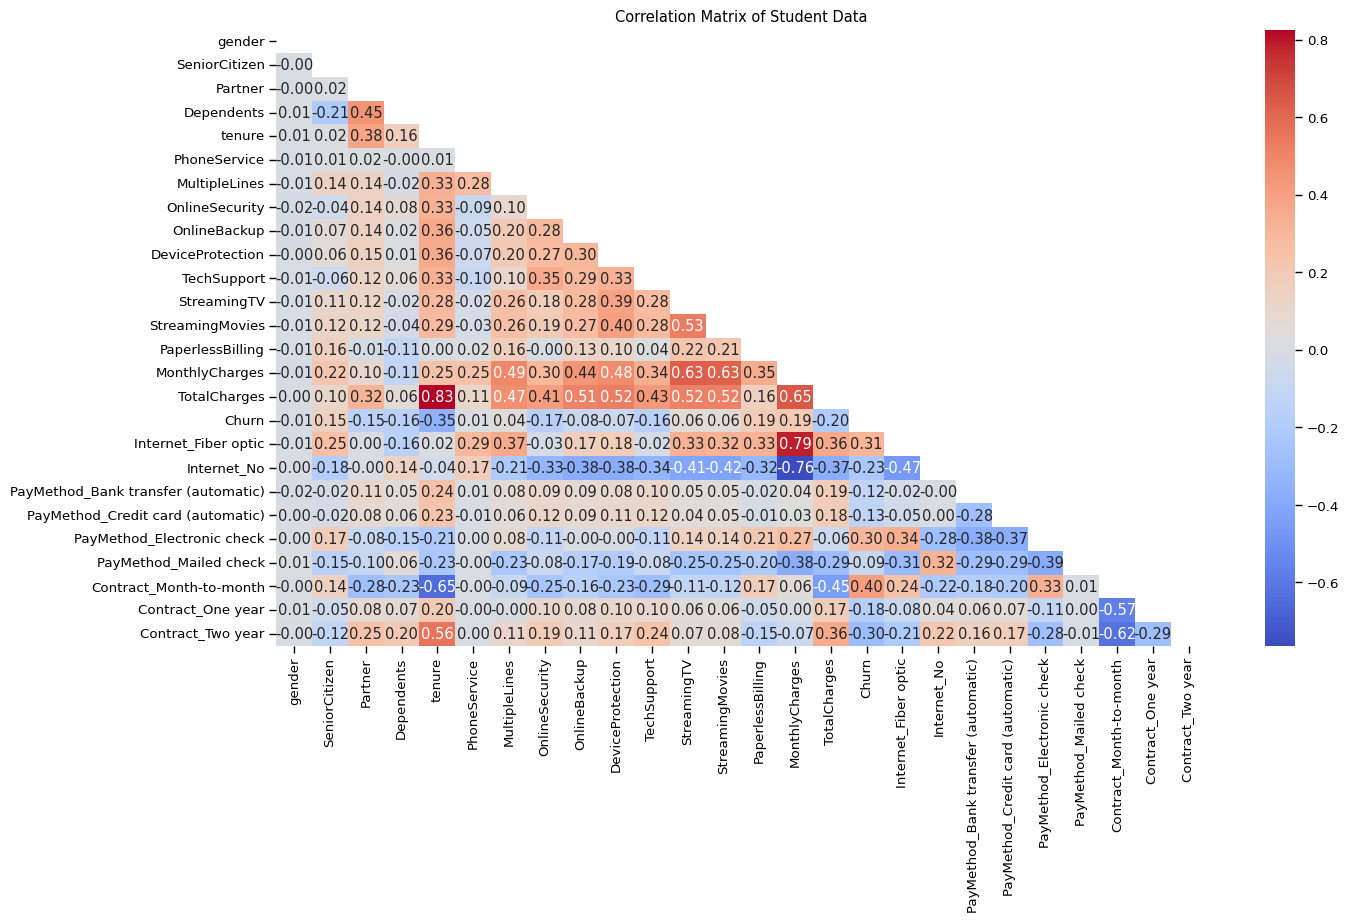 Correlation Matrix of Student Data
gender
SeniorCitizen -0.00
Partner -0.00 0.02
Dependents 0.01 -0.21 0.45
tenure 0.01 0.02 0.38 0.16
PhoneService -0.01 0.01 0.02 -0.00 0.01
MultipleLines -0.01 0.14 0.14 -0.02 0.33 0.28
OnlineSecurity -0.02 -0.04 0.14 0.08 0.33 -0.09 0.10
OnlineBackup -0.01 0.07 0.14 0.02 0.36 -0.05 0.20 0.28
DeviceProtection -0.00 0.06 0.15 0.01 0.36 -0.07 0.20 0.27 0.30
TechSupport -0.01 -0.06 0.12 0.06 0.33 -0.10 0.10 0.35 0.29 0.33
StreamingTV -0.01 0.11 0.12 -0.02 0.28 -0.02 0.26 0.18 0.28 0.39 0.28
StreamingMovies -0.01 0.12 0.12 -0.04 0.29 -0.03 0.26 0.19 0.27 0.40 0.28 0.53
PaperlessBilling -0.01 0.16 -0.01 -0.11 0.00 0.02 0.16 -0.00 0.13 0.10 0.04 0.22 0.21
MonthlyCharges -0.01 0.22 0.10 -0.11 0.25 0.25 0.49 0.30 0.44 0.48 0.34 0.63 0.63 0.35
TotalCharges 0.00 0.10 0.32 0.06 0.83 0.11 0.47 0.41 0.51 0.52 0.43 0.52 0.52 0.16 0.65
Churn -0.01 0.15 -0.15 -0.16 -0.35 0.01 0.04 -0.17 -0.08 -0.07 -0.16 0.06 0.06 0.19 0.19 -0.20
Internet_Fiber optic -0.01 0.25 0.00 -0.16 0.02 0.29 0.37 -0.03 0.17 0.18 -0.02 0.33 0.32 0.33 0.79 0.36 0.31
Internet_No 0.00 -0.18 -0.00 0.14 -0.04 0.17 -0.21 -0.33 -0.38 -0.38 -0.34 -0.41 -0.42 -0.32 -0.76 -0.37 -0.23 -0.47
PayMethod_Bank transfer (automatic) -0.02 -0.02 0.11 0.05 0.24 0.01 0.08 0.09 0.09 0.08 0.10 0.05 0.05 -0.02 0.04 0.19 -0.12 -0.02 -0.00
PayMethod_Credit card (automatic) 0.00 -0.02 0.08 0.06 0.23 -0.01 0.06 0.12 0.09 0.11 0.12 0.04 0.05 -0.01 0.03 0.18 -0.13 -0.05 0.00 -0.28
PayMethod_Electronic check 0.00 0.17 -0.08 -0.15 -0.21 0.00 0.08 -0.11 -0.00 -0.00 -0.11 0.14 0.14 0.21 0.27 -0.06 0.30 0.34 -0.28 -0.38 -0.37
PayMethod_Mailed check 0.01 -0.15 -0.10 0.06 -0.23 -0.00 -0.23 -0.08 -0.17 -0.19 -0.08 -0.25 -0.25 -0.20 -0.38 -0.29 -0.09 -0.31 0.32 -0.29 -0.29 -0.39
Contract_Month-to-month -0.00 0.14 -0.28 -0.23 -0.65 -0.00 -0.09 -0.25 -0.16 -0.23 -0.29 -0.11 -0.12 0.17 0.06 -0.45 0.40 0.24 -0.22 -0.18 -0.20 0.33 0.01
Contract_One year 0.01 -0.05 0.08 0.07 0.20 -0.00 -0.00 0.10 0.08 0.10 0.10 0.06 0.06 -0.05 0.00 0.17 -0.18 -0.08 0.04 0.06 0.07 -0.11 0.00 -0.57
Contract_Two year -0.00 -0.12 0.25 0.20 0.56 0.00 0.11 0.19 0.11 0.17 0.24 0.07 0.08 -0.15 -0.07 0.36 -0.30 -0.21 0.22 0.16 0.17 -0.28 -0.01 -0.62 -0.29
gender
SeniorCitizen
Partner
Dependents
tenure
PhoneService
MultipleLines
OnlineSecurity
OnlineBackup
DeviceProtection
TechSupport
StreamingTV
StreamingMovies
PaperlessBilling
MonthlyCharges
TotalCharges
Churn
Internet_Fiber optic
Internet_No
PayMethod_Bank transfer (automatic)
PayMethod_Credit card (automatic)
PayMethod_Electronic check
PayMethod_Mailed check
Contract_Month-to-month
Contract_One year
Contract_Two year
0.8
0.6
0.4
0.2
0.0
−0.2
−0.4
−0.6